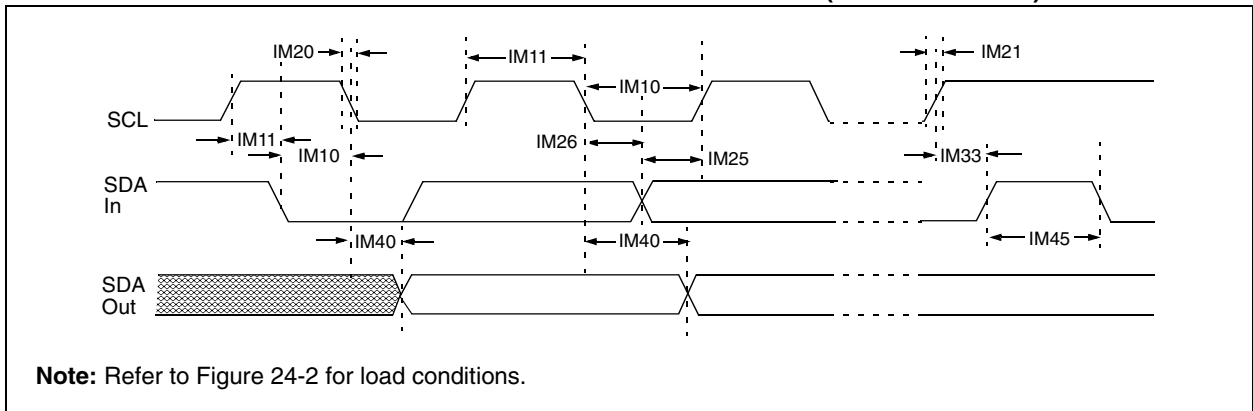 IM20
IM11
IM21
IM10
SCL
IM11
IM26
IM10
IM25
IM33
SDA
In
IM40
IM40
IM45
SDA
Out
Note: Refer to Figure 24-2 for load conditions.